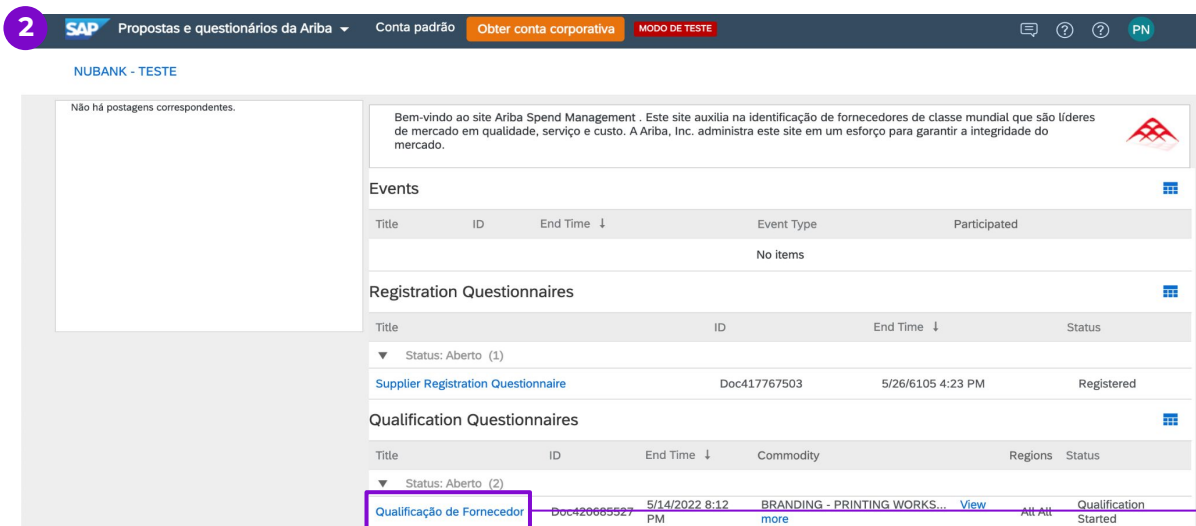 2
SAP Propostas e questionários da Ariba Conta padrão Obter conta corporativa MODO DE TESTE ? ? PN
NUBANK - TESTE
Não há postagens correspondentes.
Bem-vindo ao site Ariba Spend Management . Este site auxilia na identificação de fornecedores de classe mundial que são líderes
de mercado em qualidade, serviço e custo. A Ariba, Inc. administra este site em um esforço para garantir a integridade do
mercado.
Events
Title ID End Time ↓ Event Type Participated
No items
Registration Questionnaires
Title ID End Time ↓ Status
▼ Status: Aberto (1)
Supplier Registration Questionnaire Doc417767503 5/26/6105 4:23 PM Registered
Qualification Questionnaires
Title ID End Time ↓ Commodity Regions Status
▼ Status: Aberto (2)
Qualificação de Fornecedor Doc420685527 5/14/2022 8:12 PM BRANDING - PRINTING WORKS... View more All All Qualification Started